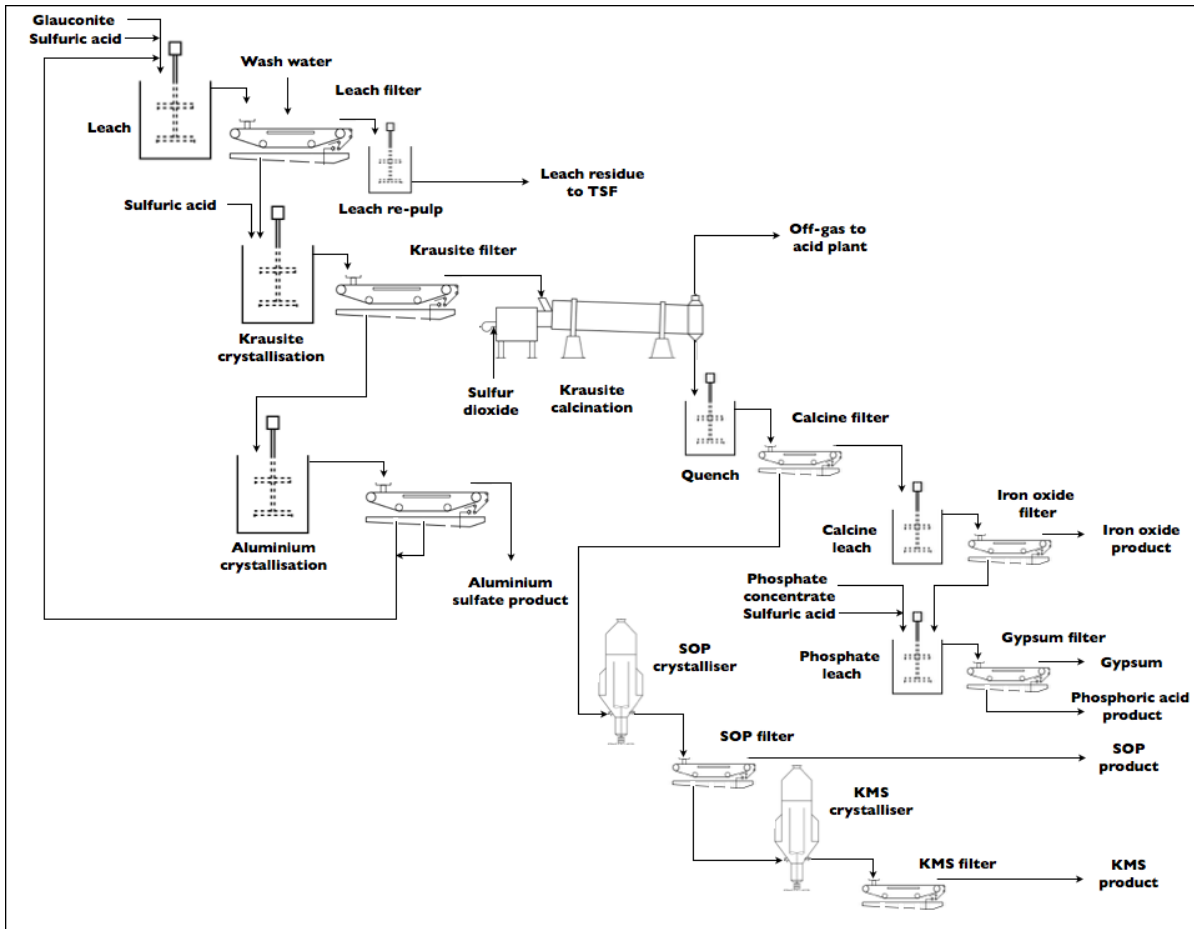 Glauconite
Sulfuric acid
Wash water
Leach filter
Leach
Leach residue
to TSF
Leach re-pulp
Sulfuric acid
Off-gas to
acid plant
Krausite filter
Krausite
crystallisation
Sulfur
dioxide
Krausite
calcination
Calcine filter
Quench
Iron oxide
filter
Calcine
leach
Iron oxide
product
Aluminium
crystallisation
Aluminium
sulfate product
Phosphate
concentrate
Sulfuric acid
SOP
crystalliser
Phosphate
leach
Gypsum filter
Gypsum
Phosphoric acid
product
SOP filter
SOP
product
KMS
crystalliser
KMS filter
KMS
product